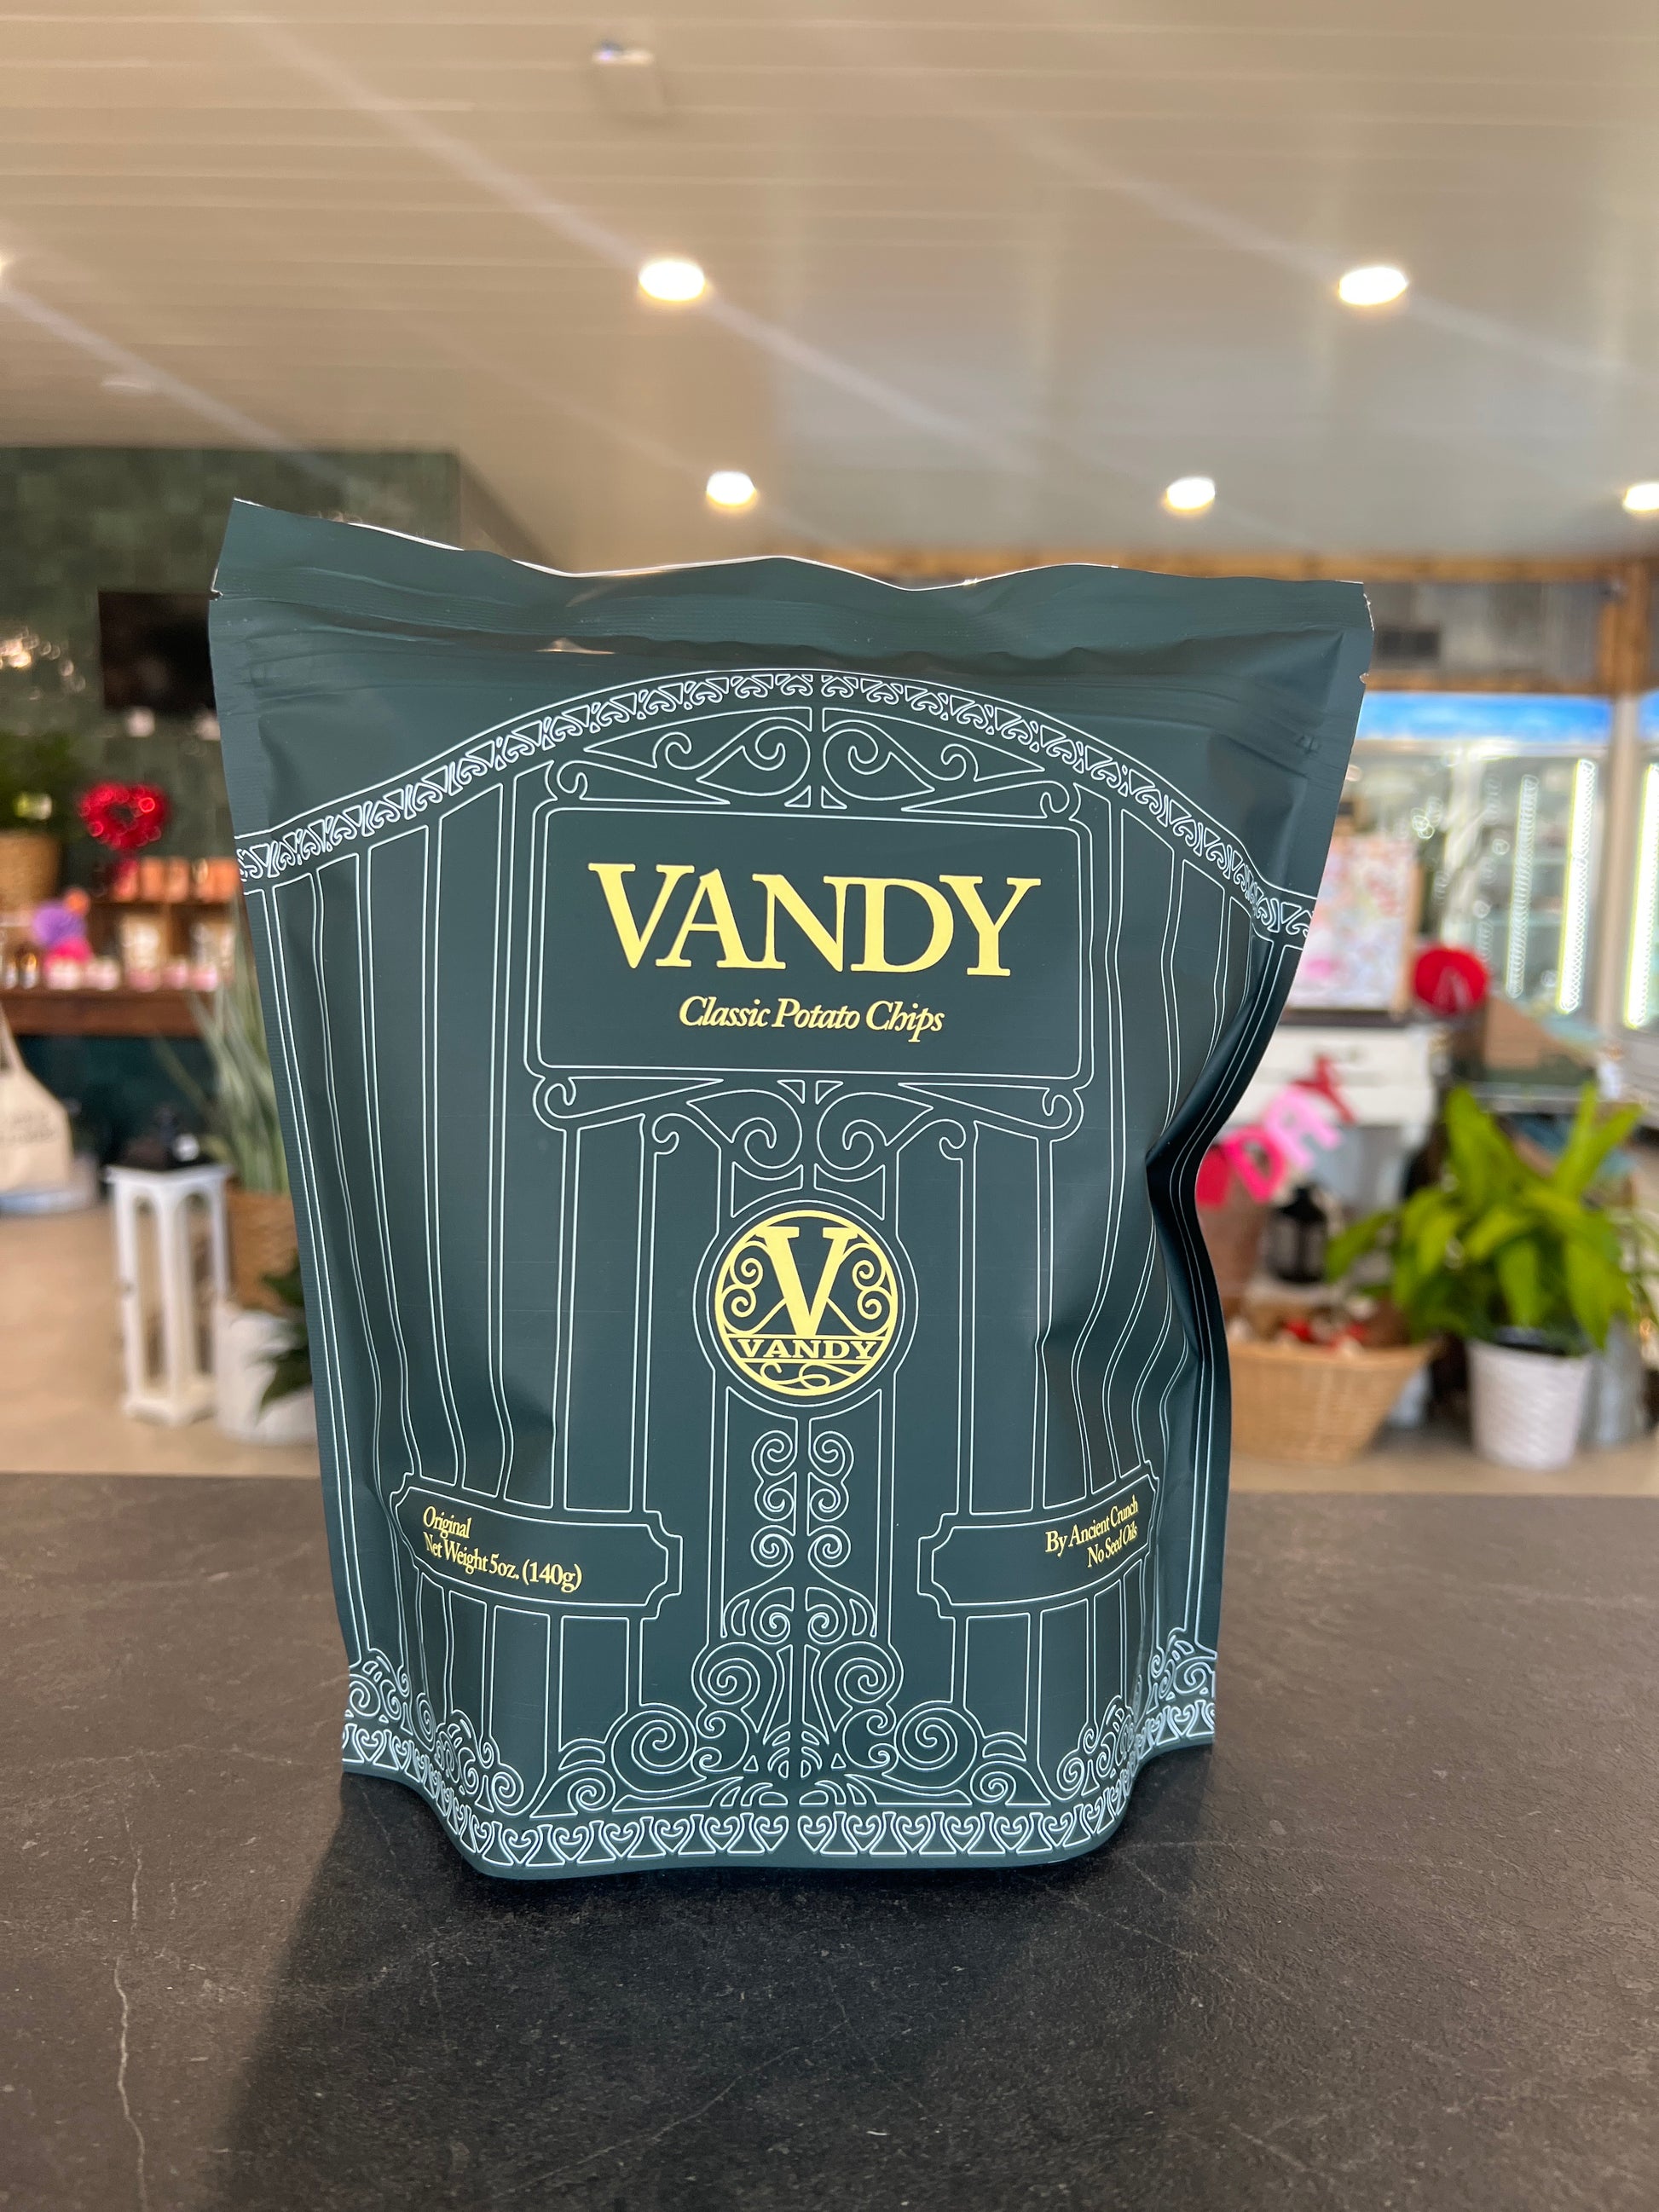 VANDY
Classic Potato Chips
V
VANDY
Original
Net Weight 5oz. (140g)
By Ancient Crunch
No Seed Oils